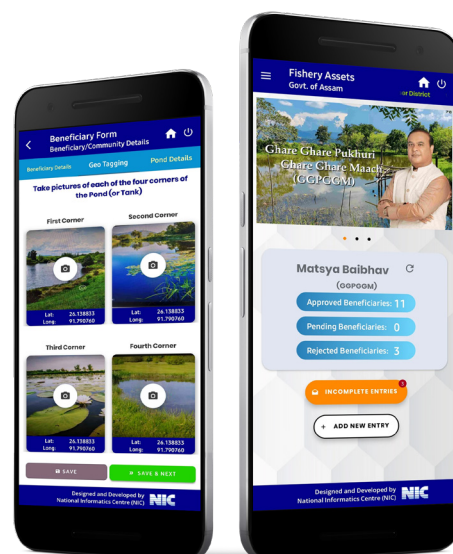 Beneficiary Form
Beneficiary/Community Details
Beneficiary Details
Geo Tagging
Pond Details
Take pictures of each of the four corners of
the Pond (or Tank)
First Corner
Second Corner
Lat: 26.138833
Long: 91.790760
Lat: 26.138833
Long: 91.790760
Third Corner
Fourth Corner
Lat: 26.138833
Long: 91.790760
Lat: 26.138833
Long: 91.790760
SAVE
» SAVE & NEXT
Designed and Developed by
National Informatics Centre (NIC)
NIC
Fishery Assets
Govt. of Assam
or District
Ghare Ghare Pukhuri
Ghare Ghare Maach
(GGPGGM)
Matsya Baibhav
(GGPGGM)
Approved Beneficiaries: 11
Pending Beneficiaries: 0
Rejected Beneficiaries: 3
INCOMPLETE ENTRIES
+ ADD NEW ENTRY
Designed and Developed by
National Informatics Centre (NIC)
NIC